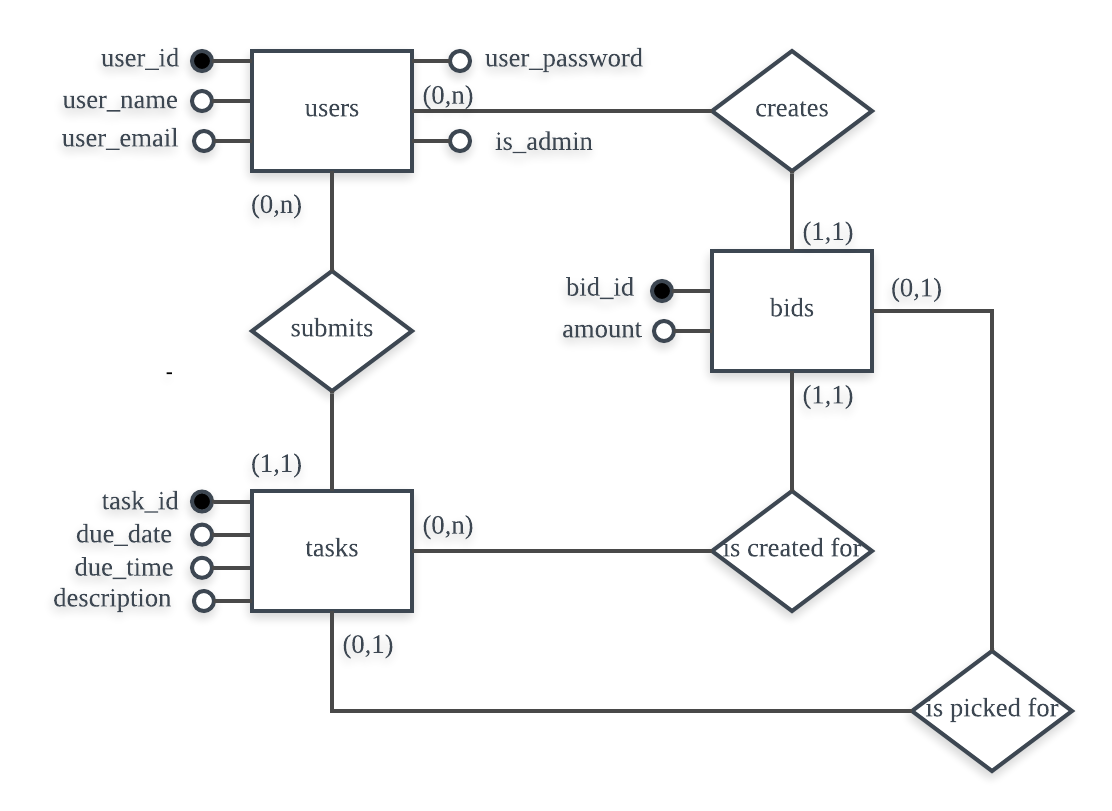 user_id
user_password
user_name
(0,n)
users
creates
user_email
is_admin
(0,n)
(1,1)
bid_id
(0,1)
bids
submits
amount
-
(1,1)
(1,1)
task_id
(0,n)
due_date
tasks
is created for
due_time
description
(0,1)
is picked for